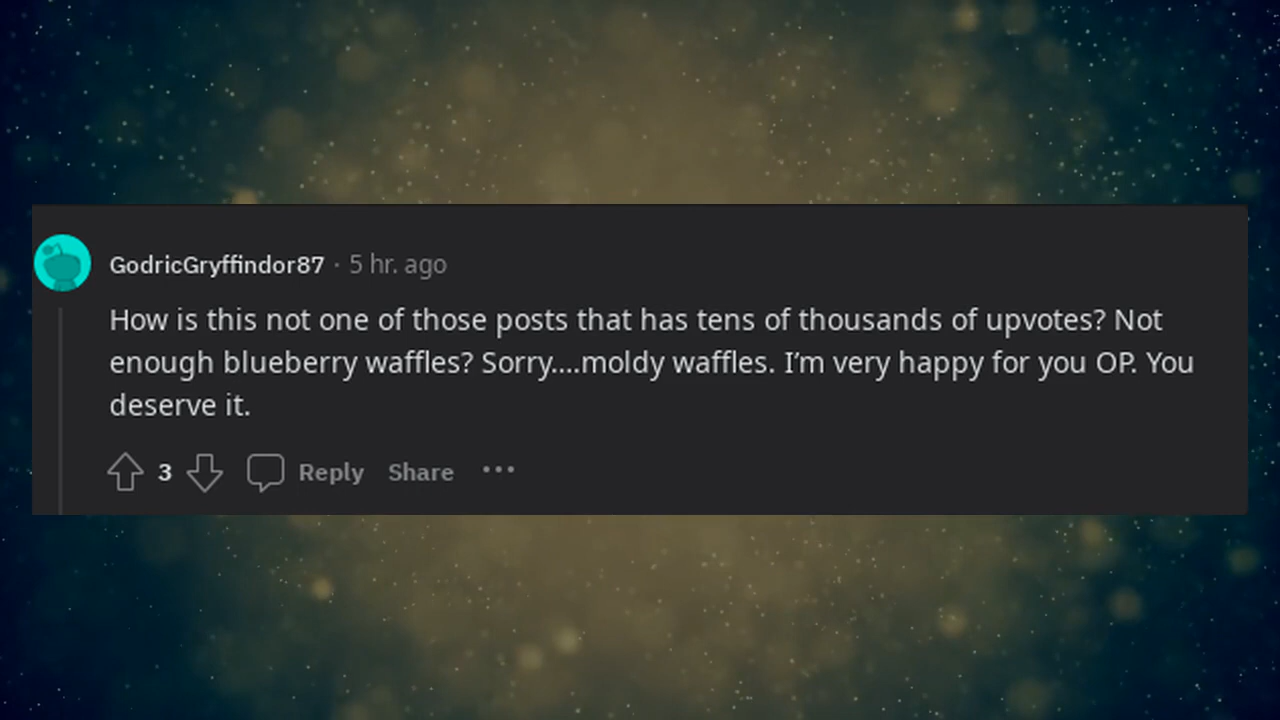 GodricGryffindor87 · 5 hr. ago
How is this not one of those posts that has tens of thousands of upvotes? Not
enough blueberry waffles? Sorry....moldy waffles. I’m very happy for you OP. You
deserve it.
3 Reply Share •••